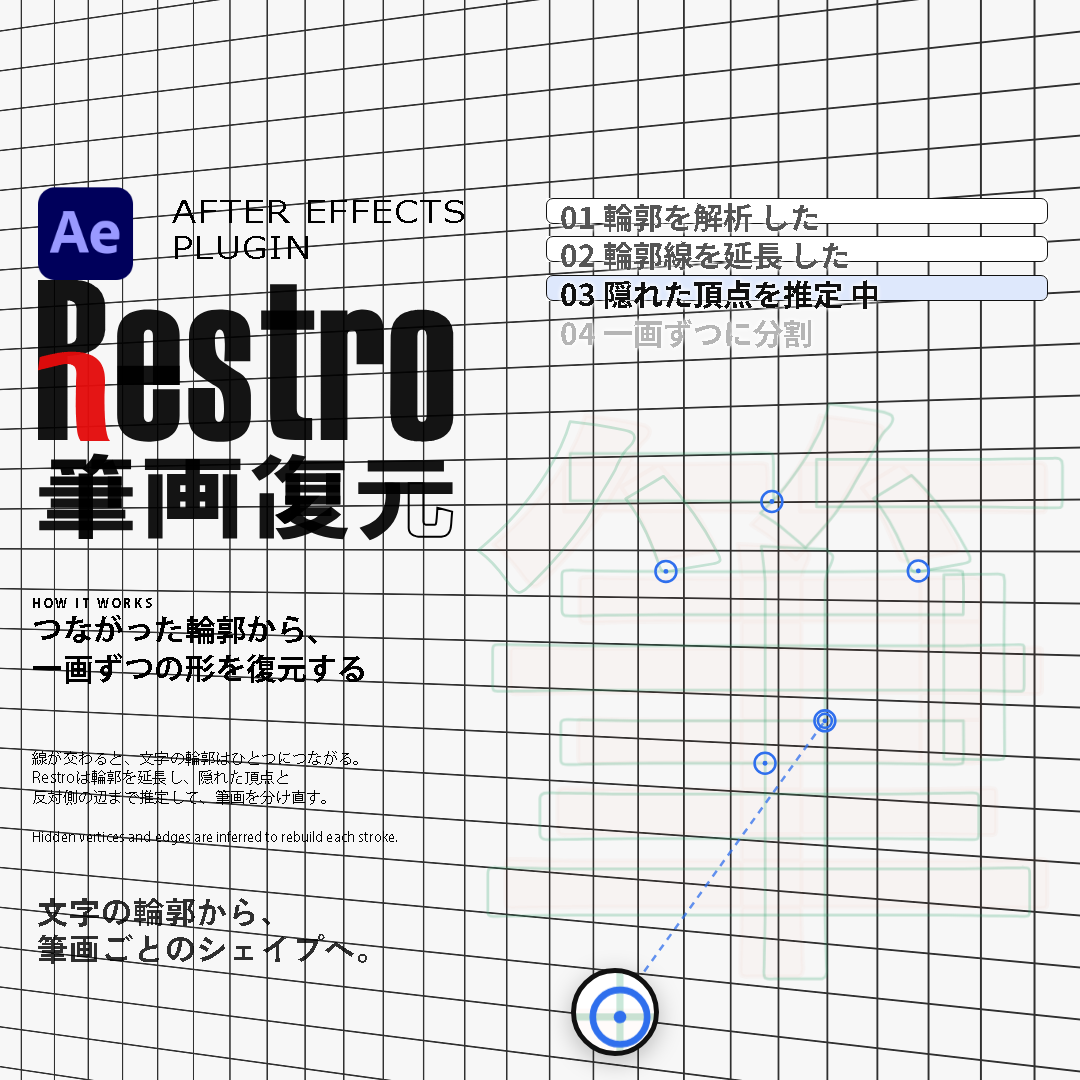 Ae
AFTER EFFECTS
PLUGIN
Restro
筆画復元
HOW IT WORKS
つながった輪郭から、
一画ずつの形を復元する
線が交わると、文字の輪郭はひとつにつながる。
Restroは輪郭を延長し、隠れた頂点と
反対側の辺まで推定して、筆画を分け直す。
Hidden vertices and edges are inferred to rebuild each stroke.
文字の輪郭から、
筆画ごとのシェイプへ。
01 輪郭を解析 した
02 輪郭線を延長 した
03 隠れた頂点を推定 中
04 一画ずつに分割
筆